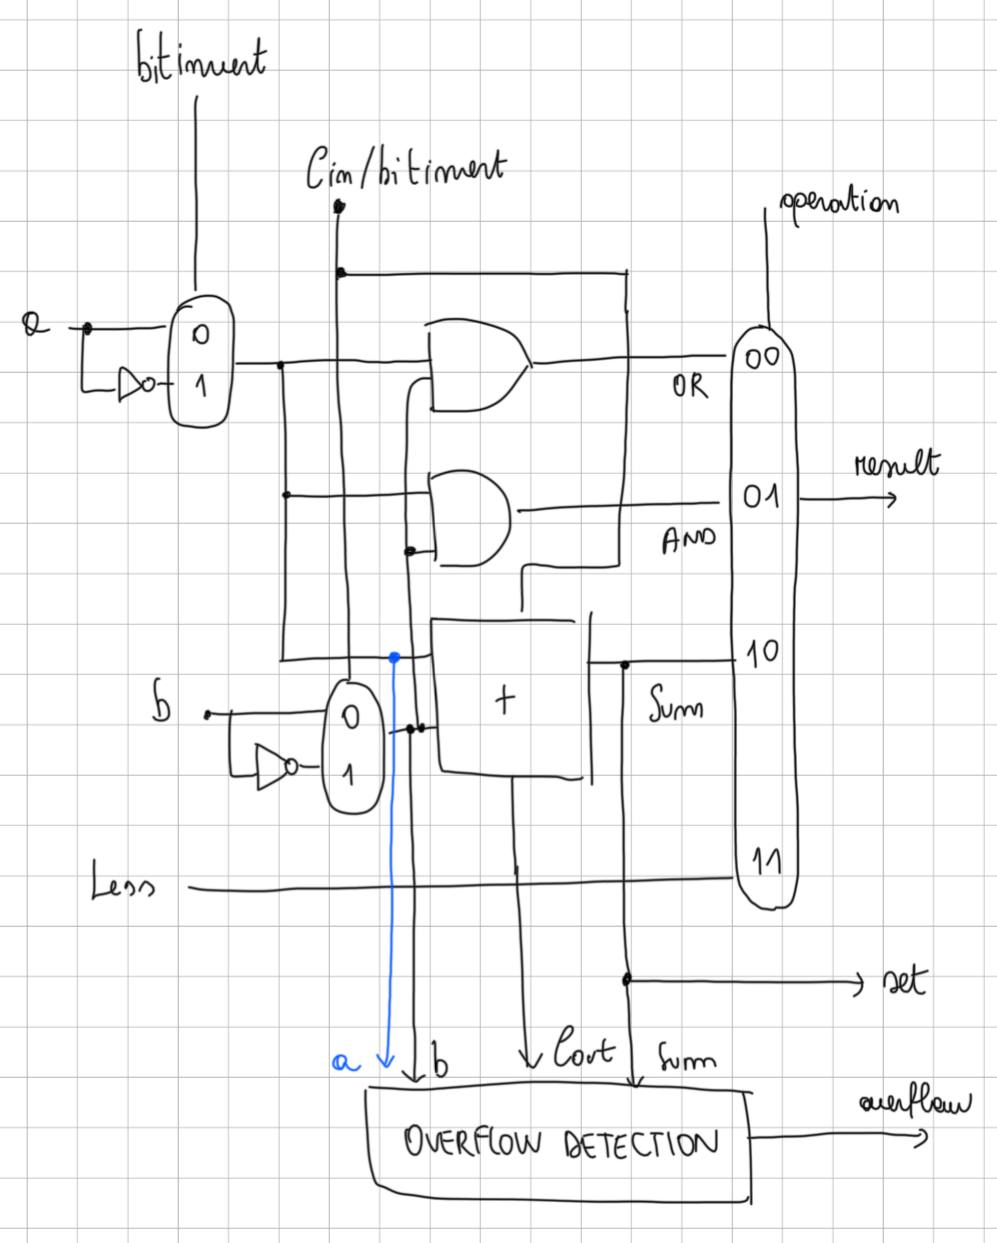 bitinvert
Cin/bitinvert
operation
a
0
1
00
OR
result
01
AND
10
b
0
+
Sum
1
11
Less
set
a
b
Cout
Sum
overflow
OVERFLOW DETECTION